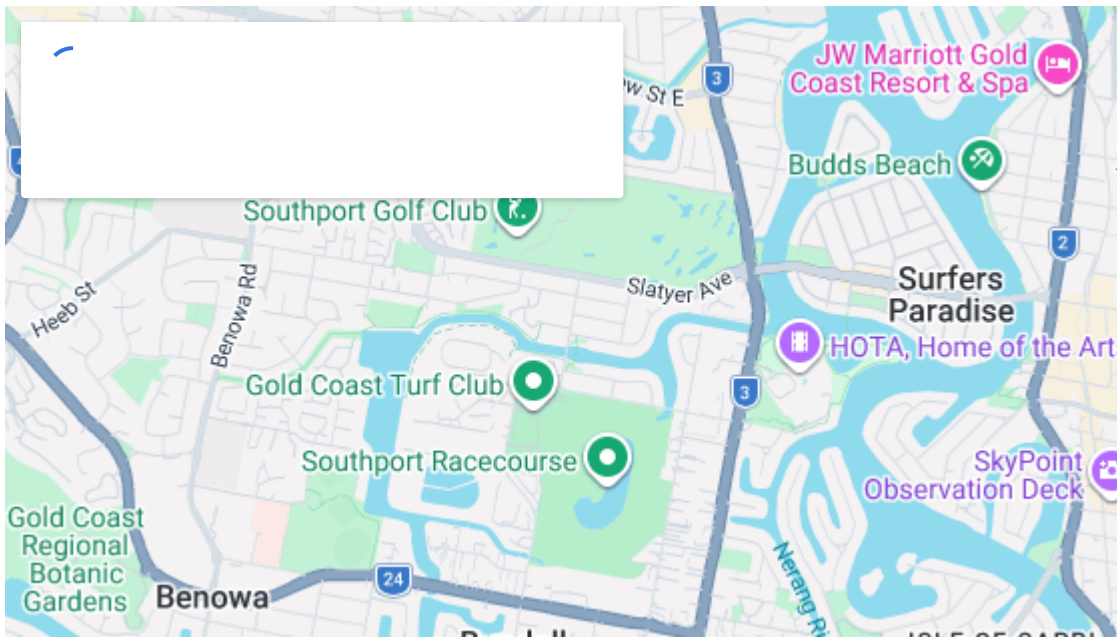 JW Marriott Gold
Coast Resort & Spa
3
St E
Budds Beach
Southport Golf Club
2
Slatyer Ave
Surfers
Paradise
Benowa Rd
Heeb St
HOTA, Home of the Art
Gold Coast Turf Club
3
Southport Racecourse
SkyPoint
Observation Deck
Gold Coast
Regional
Botanic
Gardens
Nerang
24
Benowa